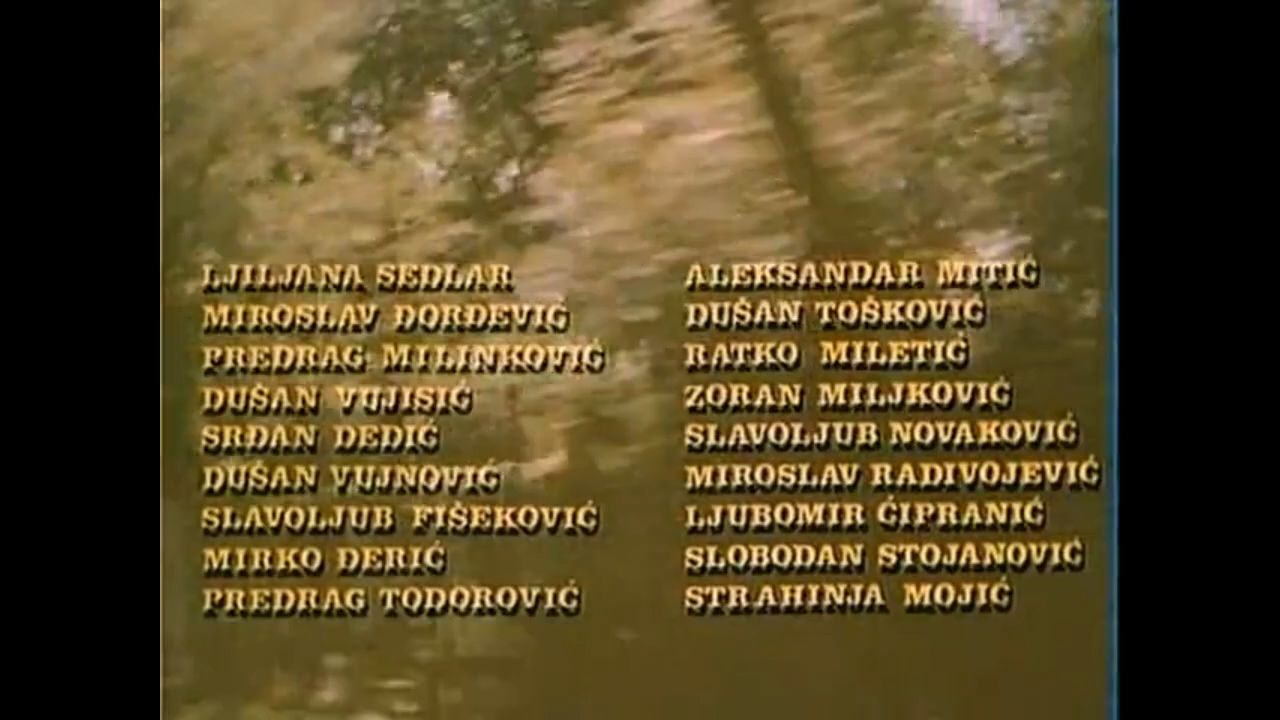 LJILJANA SEDLAR
MIROSLAV ĐORĐEVIĆ
PREDRAG MILINKOVIĆ
DUŠAN VUJISIĆ
SRĐAN DEDIĆ
DUŠAN VUJNOVIĆ
SLAVOLJUB FIŠEKOVIĆ
MIRKO ĐERIĆ
PREDRAG TODOROVIĆ
ALEKSANDAR MITIĆ
DUŠAN TOŠKOVIĆ
RATKO MILETIĆ
ZORAN MILJKOVIĆ
SLAVOLJUB NOVAKOVIĆ
MIROSLAV RADIVOJEVIĆ
LJUBOMIR ĆIPRANIĆ
SLOBODAN STOJANOVIĆ
STRAHINJA MOJIĆ